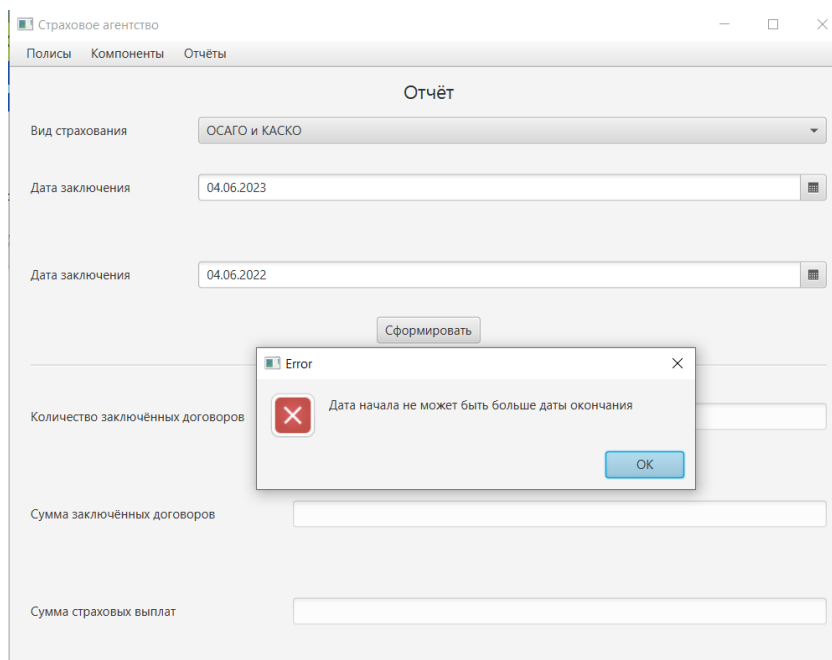 Страховое агентство
Полисы Компоненты Отчёты
Отчёт
Вид страхования ОСАГО и КАСКО
Дата заключения 04.06.2023
Дата заключения 04.06.2022
Сформировать
Error
Дата начала не может быть больше даты окончания
OK
Количество заключённых договоров
Сумма заключённых договоров
Сумма страховых выплат